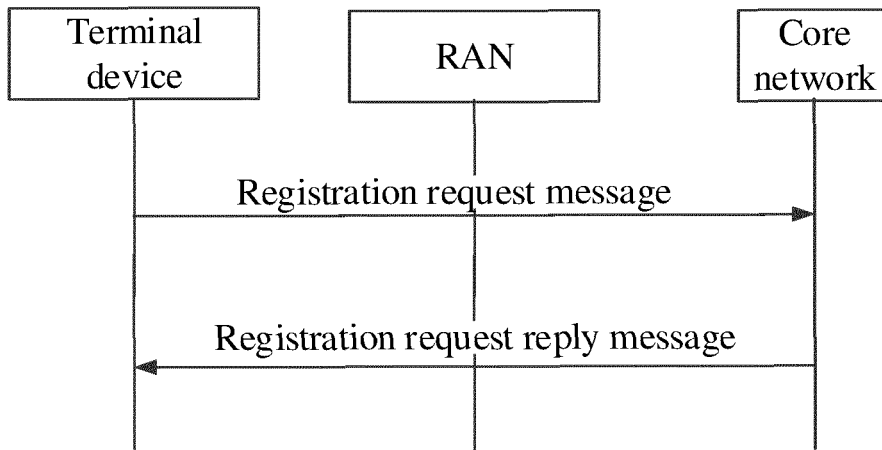 Terminal
device
RAN
Core
network
Registration request message
Registration request reply message